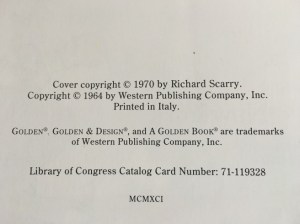 Cover copyright © 1970 by Richard Scarry.
Copyright © 1964 by Western Publishing Company, Inc.
Printed in Italy.
GOLDEN®, GOLDEN & DESIGN®, and A GOLDEN BOOK® are trademarks
of Western Publishing Company, Inc.
Library of Congress Catalog Card Number: 71-119328
MCMXCI